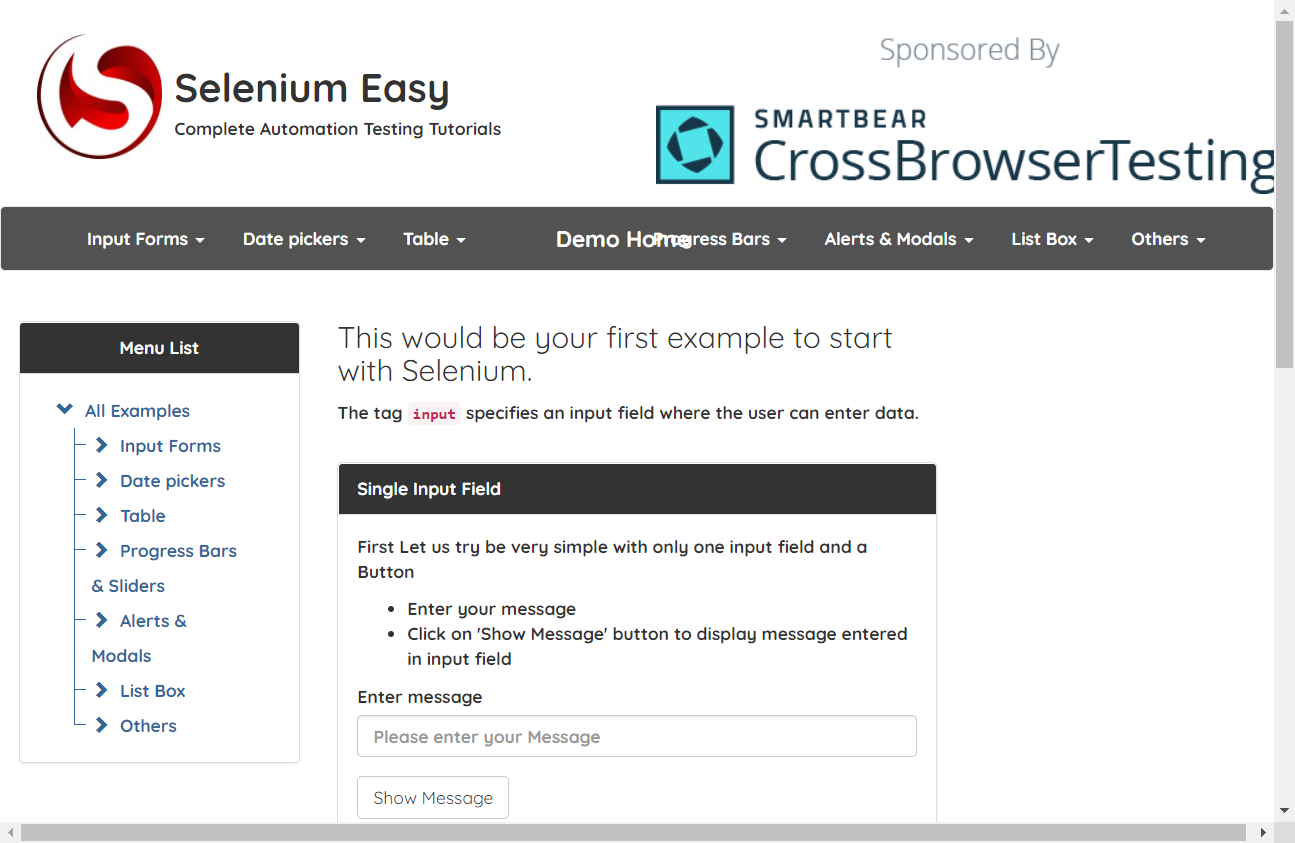 Sponsored By
Selenium Easy
Complete Automation Testing Tutorials
SMARTBEAR
CrossBrowserTesting
Input Forms
Date pickers
Table
Demo Home
Progress Bars
Alerts & Modals
List Box
Others
Menu List
All Examples
Input Forms
Date pickers
Table
Progress Bars
& Sliders
Alerts &
Modals
List Box
Others
This would be your first example to start
with Selenium.
The tag input specifies an input field where the user can enter data.
Single Input Field
First Let us try be very simple with only one input field and a
Button
Enter your message
Click on 'Show Message' button to display message entered
in input field
Enter message
Please enter your Message
Show Message